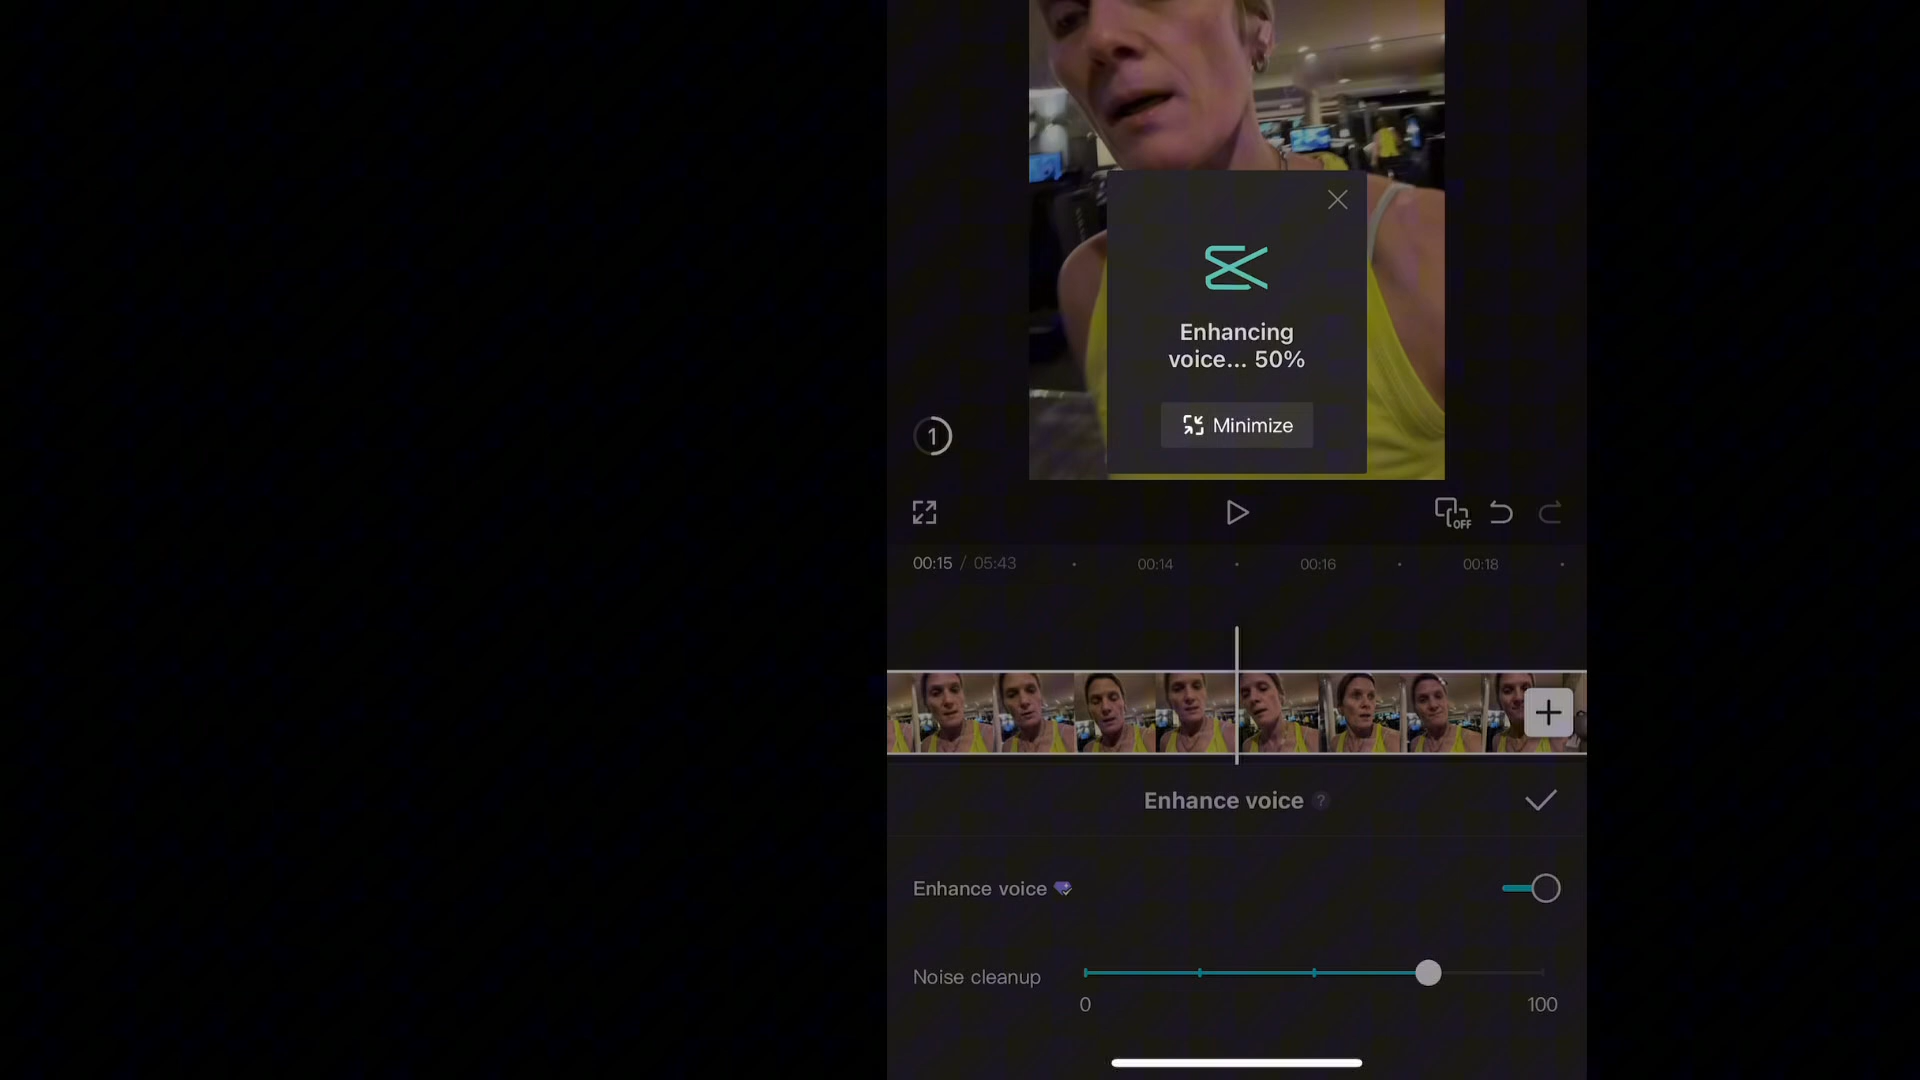 Enhancing
voice... 50%
Minimize
1
OFF
00:15 / 05:43
00:14
00:16
00:18
Enhance voice ?
Enhance voice
Noise cleanup
0
100